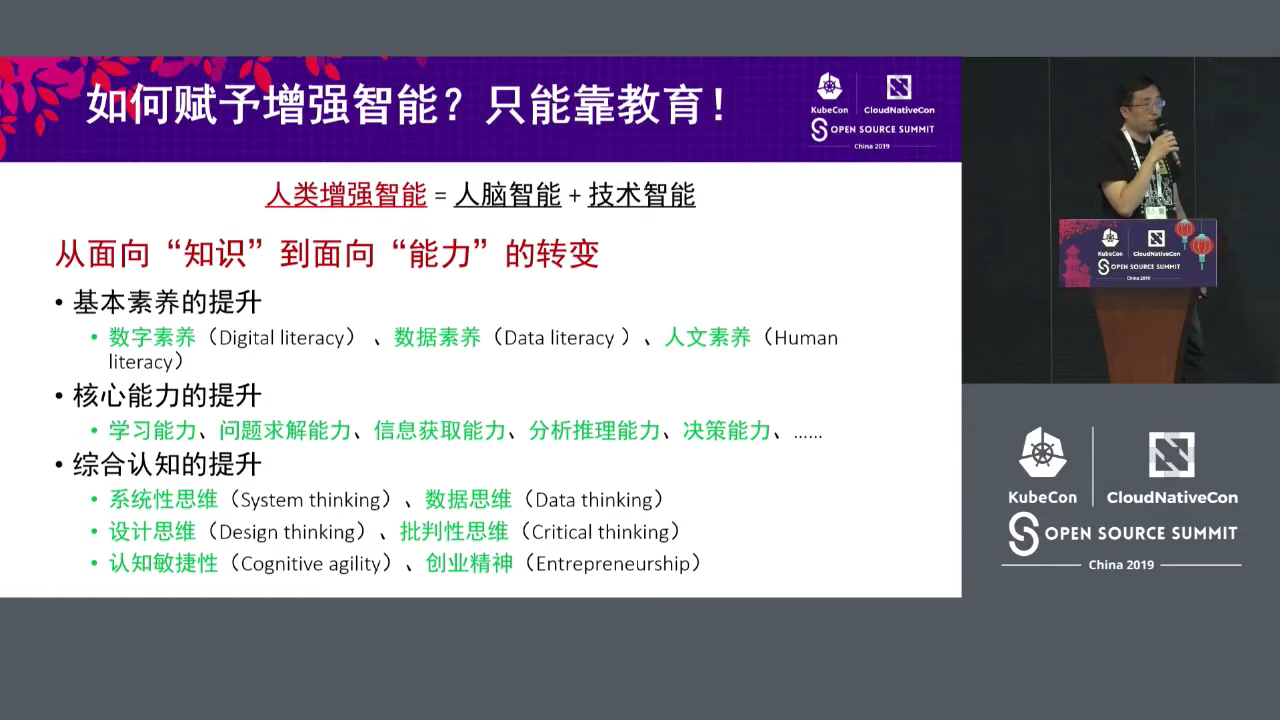 如何赋予增强智能？只能靠教育！
KubeCon
CloudNativeCon
OPEN SOURCE SUMMIT
China 2019
人类增强智能 = 人脑智能 + 技术智能
从面向“知识”到面向“能力”的转变
• 基本素养的提升
• 数字素养（Digital literacy）、数据素养（Data literacy ）、人文素养（Human
literacy）
• 核心能力的提升
• 学习能力、问题求解能力、信息获取能力、分析推理能力、决策能力、……
• 综合认知的提升
• 系统性思维（System thinking）、数据思维（Data thinking）
• 设计思维（Design thinking）、批判性思维（Critical thinking）
• 认知敏捷性（Cognitive agility）、创业精神（Entrepreneurship）
KubeCon
CloudNativeCon
OPEN SOURCE SUMMIT
China 2019
KubeCon
CloudNativeCon
OPEN SOURCE SUMMIT
China 2019